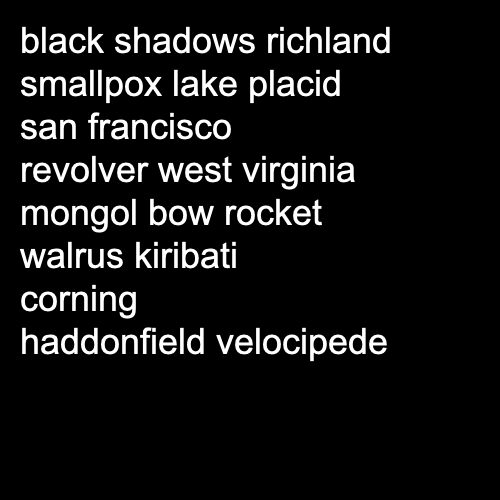 black shadows richland
smallpox lake placid
san francisco
revolver west virginia
mongol bow rocket
walrus kiribati
corning
haddonfield velocipede